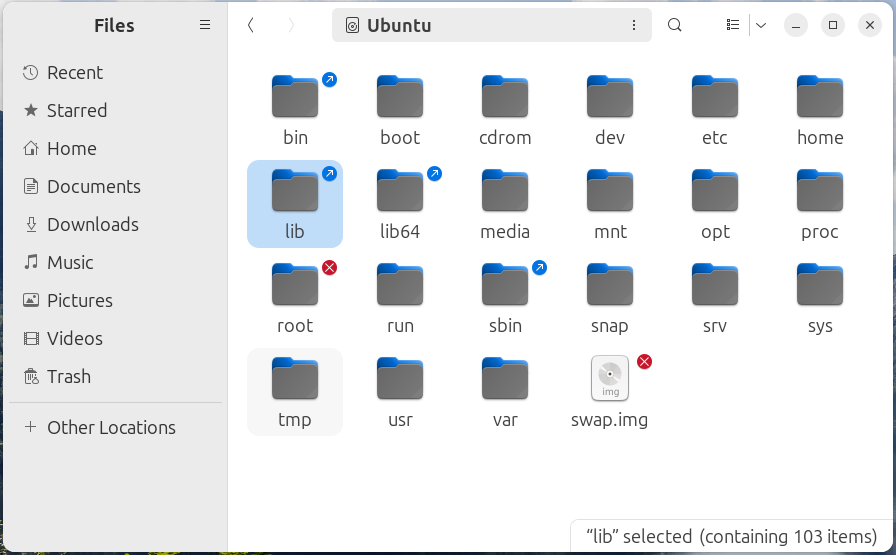 Files
Ubuntu
Recent
Starred
Home
Documents
Downloads
Music
Pictures
Videos
Trash
Other Locations
bin boot cdrom dev etc home
lib lib64 media mnt opt proc
root run sbin snap srv sys
img
tmp usr var swap.img
“lib” selected (containing 103 items)